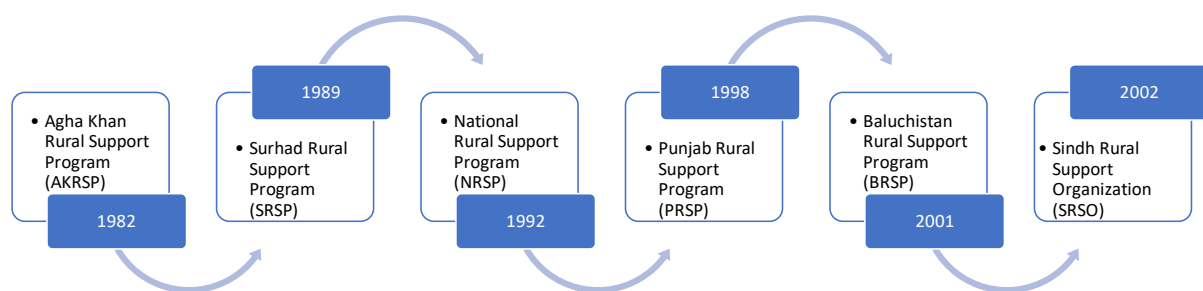 • Agha Khan
Rural Support
Program
(AKRSP)
1982
1989
• Surhad Rural
Support
Program
(SRSP)
• National
Rural Support
Program
(NRSP)
1992
1998
• Punjab Rural
Support
Program
(PRSP)
• Baluchistan
Rural Support
Program
(BRSP)
2001
2002
• Sindh Rural
Support
Organization
(SRSO)